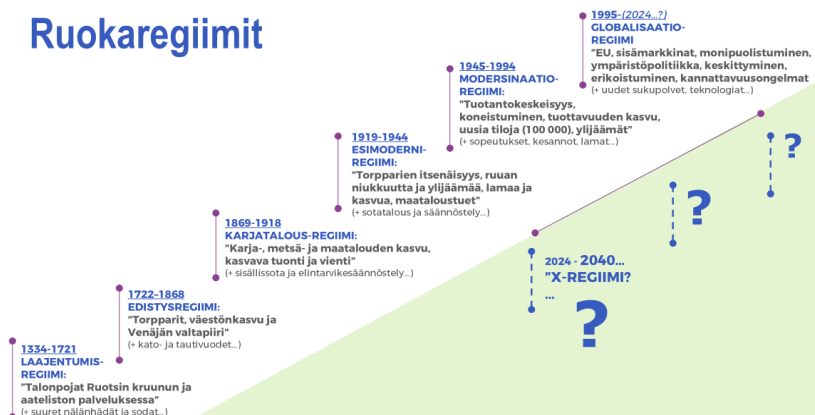 Ruokaregiimit
1995-(2024...?)
GLOBALISAATIO-
REGIIMI
"EU, sisämarkkinat, monipuolistuminen,
ympäristöpolitiikka, keskittyminen,
erikoistuminen, kannattavuusongelmat
(+ uudet sukupolvet, teknologiat...)
1945-1994
MODERSINAATIO-
REGIIMI:
"Tuotantokeskeisyys,
koneistuminen, tuottavuuden kasvu,
uusia tiloja (100 000), ylijäämät"
(+ sopeutukset, kesannot, lamat...)
1919-1944
ESIMODERNI-
REGIIMI:
"Torpparien itsenäisyys, ruuan
niukkuutta ja ylijäämää, lamaa ja
kasvua, maataloustuet"
(+ sotatalous ja säännöstely...)
1869-1918
KARJATALOUS-REGIIMI:
"Karja-, metsä- ja maatalouden kasvu,
kasvava tuonti ja vienti"
(+ sisällissota ja elintarvikesäännöstely...)
1722-1868
EDISTYSREGIIMI:
"Torpparit, väestönkasvu ja
Venäjän valtapiiri"
(+ kato- ja tautivuodet...)
1334-1721
LAAJENTUMIS-
REGIIMI:
"Talonpojat Ruotsin kruunun ja
aateliston palveluksessa"
(+ suuret nälänhädät ja sodat...)
2024 - 2040...
"X-REGIIMI?
...
?
?
?